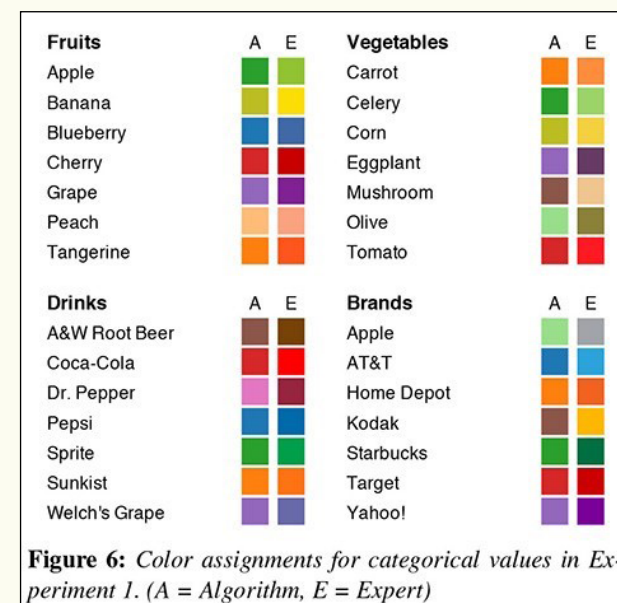 Fruits A E
Apple
Banana
Blueberry
Cherry
Grape
Peach
Tangerine
Vegetables A E
Carrot
Celery
Corn
Eggplant
Mushroom
Olive
Tomato
Drinks A E
A&W Root Beer
Coca-Cola
Dr. Pepper
Pepsi
Sprite
Sunkist
Welch's Grape
Brands A E
Apple
AT&T
Home Depot
Kodak
Starbucks
Target
Yahoo!
Figure 6: Color assignments for categorical values in Ex-
periment 1. (A = Algorithm, E = Expert)